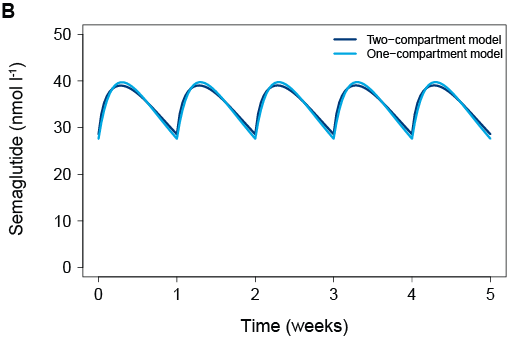 B
Two−compartment model
One−compartment model
50
40
30
20
10
0
Semaglutide (nmol l⁻¹)
0 1 2 3 4 5
Time (weeks)